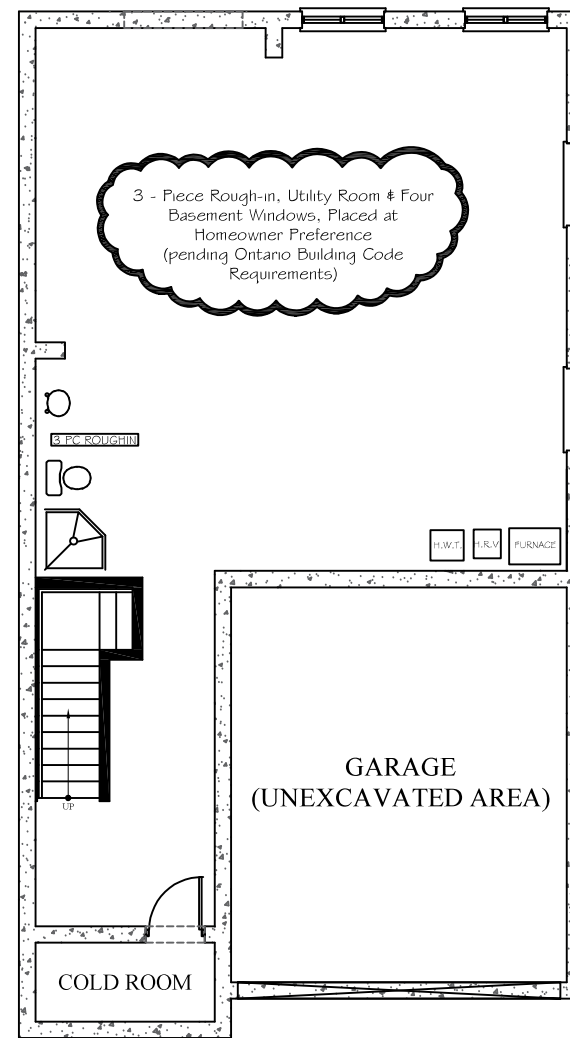 3 - Piece Rough-in, Utility Room & Four
Basement Windows, Placed at
Homeowner Preference
(pending Ontario Building Code
Requirements)
3 PC ROUGHIN
H.W.T.
H.R.V
FURNACE
GARAGE
(UNEXCAVATED AREA)
UP
COLD ROOM